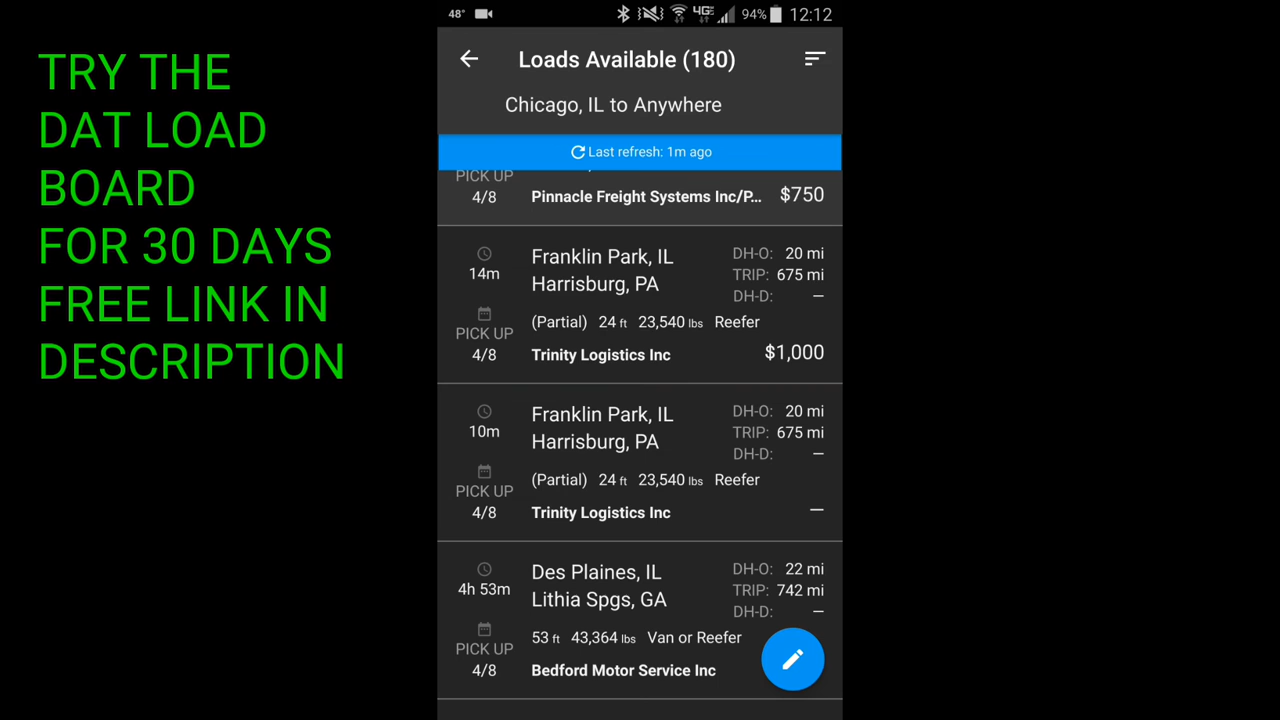 TRY THE
DAT LOAD
BOARD
FOR 30 DAYS
FREE LINK IN
DESCRIPTION
48° 4G LTE 94% 12:12
Loads Available (180)
Chicago, IL to Anywhere
Last refresh: 1m ago
PICK UP
4/8
Pinnacle Freight Systems Inc/P... $750
14m
Franklin Park, IL
Harrisburg, PA
DH-O: 20 mi
TRIP: 675 mi
DH-D: –
PICK UP
4/8
(Partial) 24 ft 23,540 lbs Reefer
Trinity Logistics Inc $1,000
10m
Franklin Park, IL
Harrisburg, PA
DH-O: 20 mi
TRIP: 675 mi
DH-D: –
PICK UP
4/8
(Partial) 24 ft 23,540 lbs Reefer
Trinity Logistics Inc –
4h 53m
Des Plaines, IL
Lithia Spgs, GA
DH-O: 22 mi
TRIP: 742 mi
DH-D: –
PICK UP
4/8
53 ft 43,364 lbs Van or Reefer
Bedford Motor Service Inc